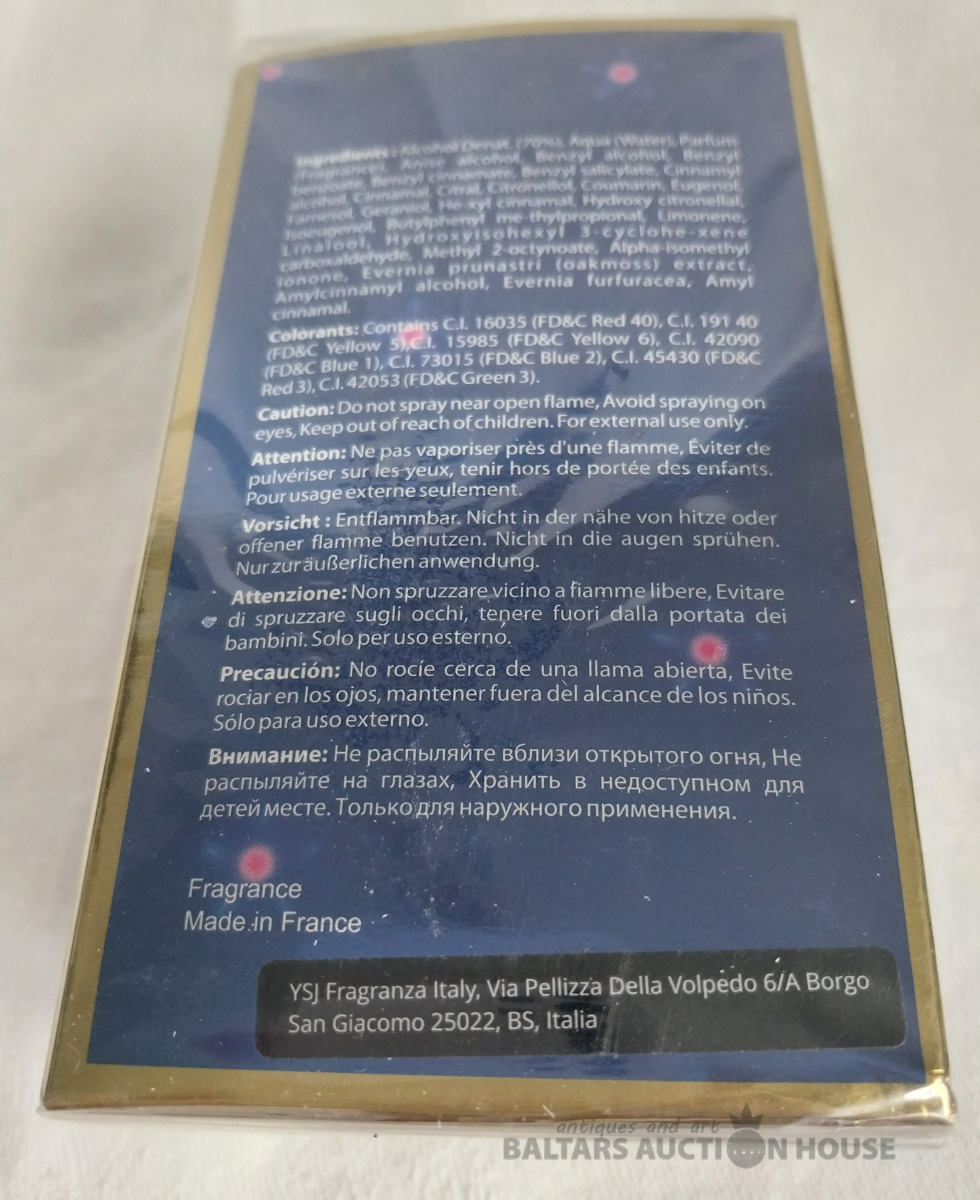 Ingredients : Alcohol Denat. (70%), Aqua (Water), Parfum
(Fragrance), Anise alcohol, Benzyl alcohol, Benzyl
benzoate, Benzyl cinnamate, Benzyl salicylate, Cinnamyl
alcohol, Cinnamal, Citral, Citronellol, Coumarin, Eugenol,
Farnesol, Geraniol, He-xyl cinnamal, Hydroxy citronellal,
Isoeugenol, Butylphenyl me-thylpropional, Limonene,
Linalool, Hydroxylsohexyl 3-cyclohe-xene
carboxaldehyde, Methyl 2-octynoate, Alpha-Isomethyl
Ionone, Evernia prunastri (oakmoss) extract,
Amylcinnamyl alcohol, Evernia furfuracea, Amyl
cinnamal.
Colorants: Contains C.I. 16035 (FD&C Red 40), C.I. 191 40
(FD&C Yellow 5),C.I. 15985 (FD&C Yellow 6), C.I. 42090
(FD&C Blue 1), C.I. 73015 (FD&C Blue 2), C.I. 45430 (FD&C
Red 3), C.I. 42053 (FD&C Green 3).
Caution: Do not spray near open flame, Avoid spraying on
eyes, Keep out of reach of children. For external use only.
Attention: Ne pas vaporiser près d'une flamme, Éviter de
pulvériser sur les yeux, tenir hors de portée des enfants.
Pour usage externe seulement.
Vorsicht : Entflammbar. Nicht in der nähe von hitze oder
offener flamme benutzen. Nicht in die augen sprühen.
Nur zur äußerlichen anwendung.
Attenzione: Non spruzzare vicino a fiamme libere, Evitare
di spruzzare sugli occhi, tenere fuori dalla portata dei
bambini. Solo per uso esterno.
Precaución: No rocíe cerca de una llama abierta, Evite
rociar en los ojos, mantener fuera del alcance de los niños.
Sólo para uso externo.
Внимание: Не распыляйте вблизи открытого огня, Не
распыляйте на глазах, Хранить в недоступном для
детей месте. Только для наружного применения.
Fragrance
Made in France
YSJ Fragranza Italy, Via Pellizza Della Volpedo 6/A Borgo
San Giacomo 25022, BS, Italia
antiques and art
BALTARS AUCTION HOUSE